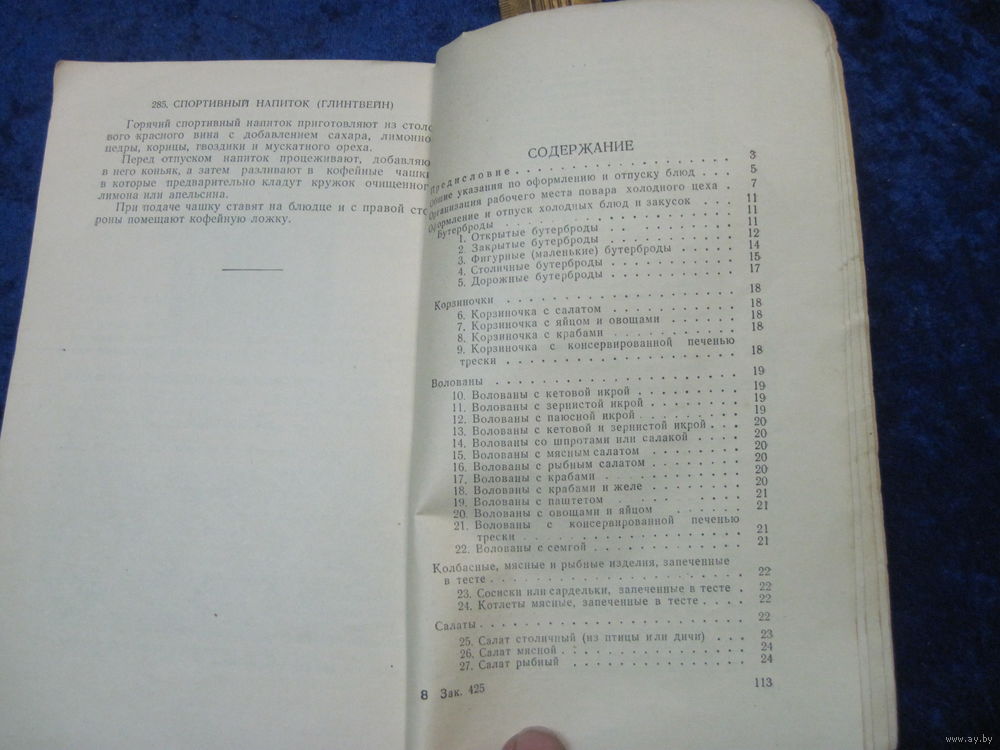 285. СПОРТИВНЫЙ НАПИТОК (ГЛИНТВЕЙН)
Горячий спортивный напиток приготовляют из столо
вого красного вина с добавлением сахара, лимонно
цедры, корицы, гвоздики и мускатного ореха.
Перед отпуском напиток процеживают, добавляю
в него коньяк, а затем разливают в кофейные чашки
в которые предварительно кладут кружок очищенног
лимона или апельсина.
При подаче чашку ставят на блюдце и с правой сто
роны помещают кофейную ложку.
СОДЕРЖАНИЕ
Предисловие . . . . . . . . . . . 3
Общие указания по оформлению и отпуску блюд . . . 5
Организация рабочего места повара холодного цеха . 7
Оформление и отпуск холодных блюд и закусок . . . 11
Бутерброды . . . . . . . . . . . 11
1. Открытые бутерброды . . . . . . . . 11
2. Закрытые бутерброды . . . . . . . . 12
3. Фигурные (маленькие) бутерброды . . . . 14
4. Столичные бутерброды . . . . . . . . 15
5. Дорожные бутерброды . . . . . . . . 17
Корзиночки . . . . . . . . . . . 18
6. Корзиночка с салатом . . . . . . . . 18
7. Корзиночка с яйцом и овощами . . . . . 18
8. Корзиночка с крабами . . . . . . . . 18
9. Корзиночка с консервированной печенью
трески . . . . . . . . . . . 18
Волованы . . . . . . . . . . . 19
10. Волованы с кетовой икрой . . . . . . 19
11. Волованы с зернистой икрой . . . . . 19
12. Волованы с паюсной икрой . . . . . . 19
13. Волованы с кетовой и зернистой икрой . . . 20
14. Волованы со шпротами или салакой . . . . 20
15. Волованы с мясным салатом . . . . . . 20
16. Волованы с рыбным салатом . . . . . . 20
17. Волованы с крабами . . . . . . . . 20
18. Волованы с крабами и желе . . . . . . 20
19. Волованы с паштетом . . . . . . . . 21
20. Волованы с овощами и яйцом . . . . . 21
21. Волованы с консервированной печенью
трески . . . . . . . . . . . 21
22. Волованы с семгой . . . . . . . . 21
Колбасные, мясные и рыбные изделия, запеченные
в тесте . . . . . . . . . . . 22
23. Сосиски или сардельки, запеченные в тесте . 22
24. Котлеты мясные, запеченные в тесте . . . . 22
Салаты . . . . . . . . . . . 22
25. Салат столичный (из птицы или дичи) . . . 23
26. Салат мясной . . . . . . . . . . 24
27. Салат рыбный . . . . . . . . . . 24
8 Зак. 425 113
www.ay.by